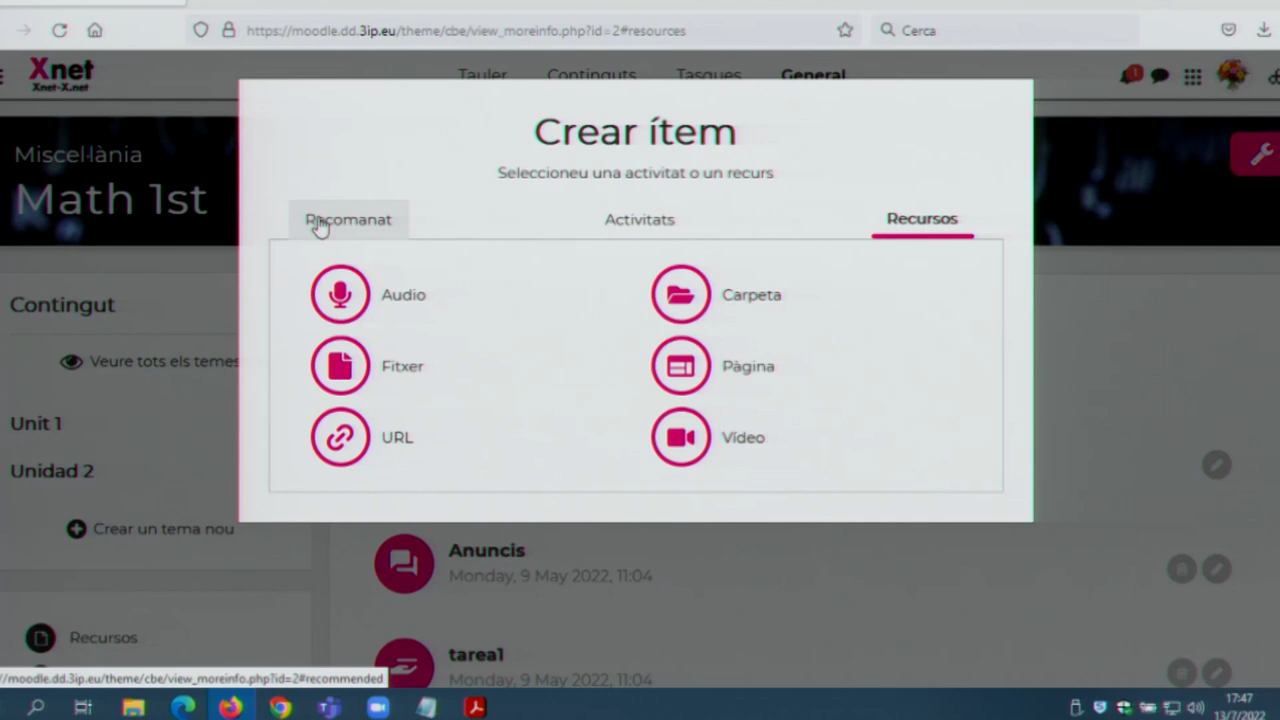 https://moodle.dd.3ip.eu/theme/cbe/view_moreinfo.php?id=2#resources
Cerca
Xnet
Xnet-X.net
Tauler Continguts Tasques General
1
Crear ítem
Seleccioneu una activitat o un recurs
Miscel·lània
Math 1st
Recomanat Activitats Recursos
Audio Carpeta
Fitxer Pàgina
URL Vídeo
Contingut
Veure tots els temes
Unit 1
Unidad 2
Crear un tema nou
Anuncis
Monday, 9 May 2022, 11:04
Recursos
tarea1
Monday, 9 May 2022, 11:04
//moodle.dd.3ip.eu/theme/cbe/view_moreinfo.php?id=2#recommended
17:47
13/7/2022